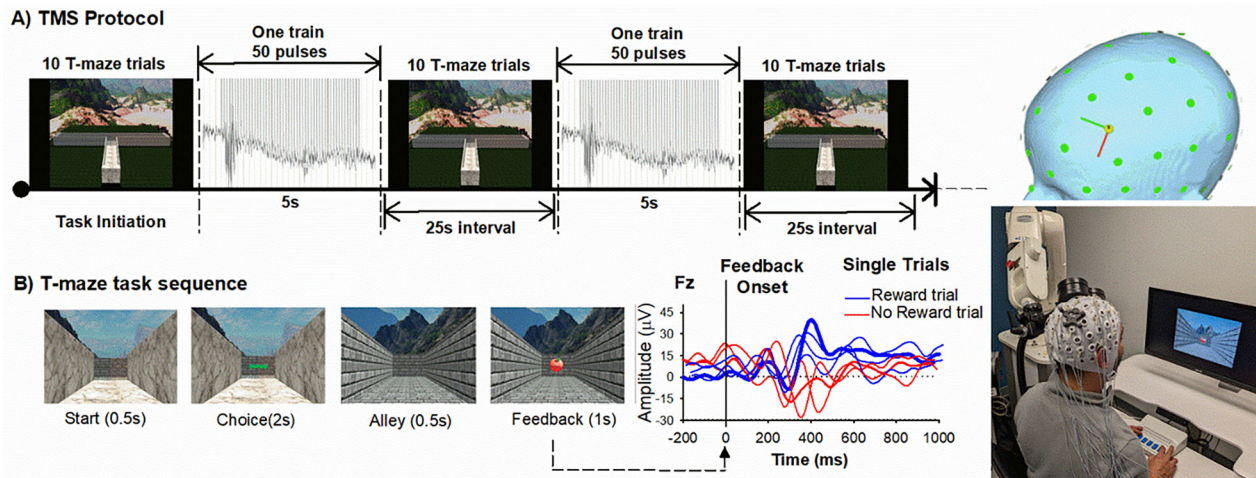 A) TMS Protocol
One train
50 pulses
One train
50 pulses
10 T-maze trials
10 T-maze trials
10 T-maze trials
Task Initiation
5s
25s interval
5s
25s interval
B) T-maze task sequence
Start (0.5s)
Choice(2s)
Alley (0.5s)
Feedback (1s)
Fz
Feedback
Onset
Single Trials
Reward trial
No Reward trial
Amplitude (µV)
45
30
15
0
-15
-30
-200
0
200
400
600
800
1000
Time (ms)